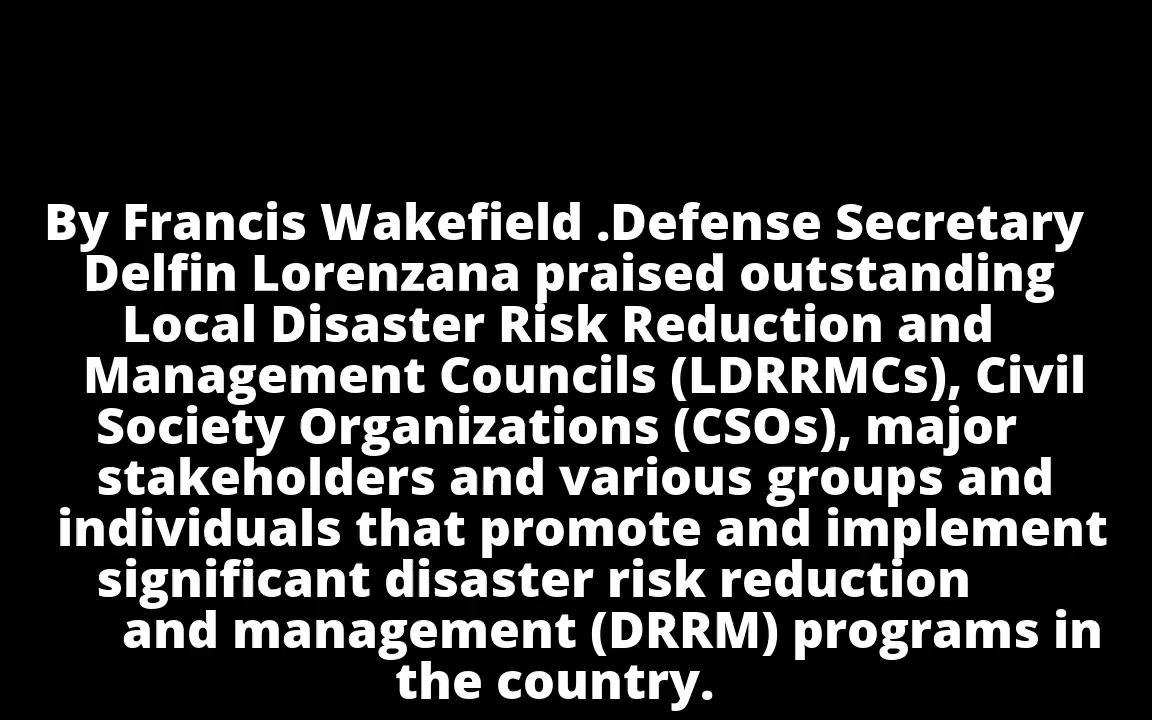 By Francis Wakefield .Defense Secretary
Delfin Lorenzana praised outstanding
Local Disaster Risk Reduction and
Management Councils (LDRRMCs), Civil
Society Organizations (CSOs), major
stakeholders and various groups and
individuals that promote and implement
significant disaster risk reduction
and management (DRRM) programs in
the country.